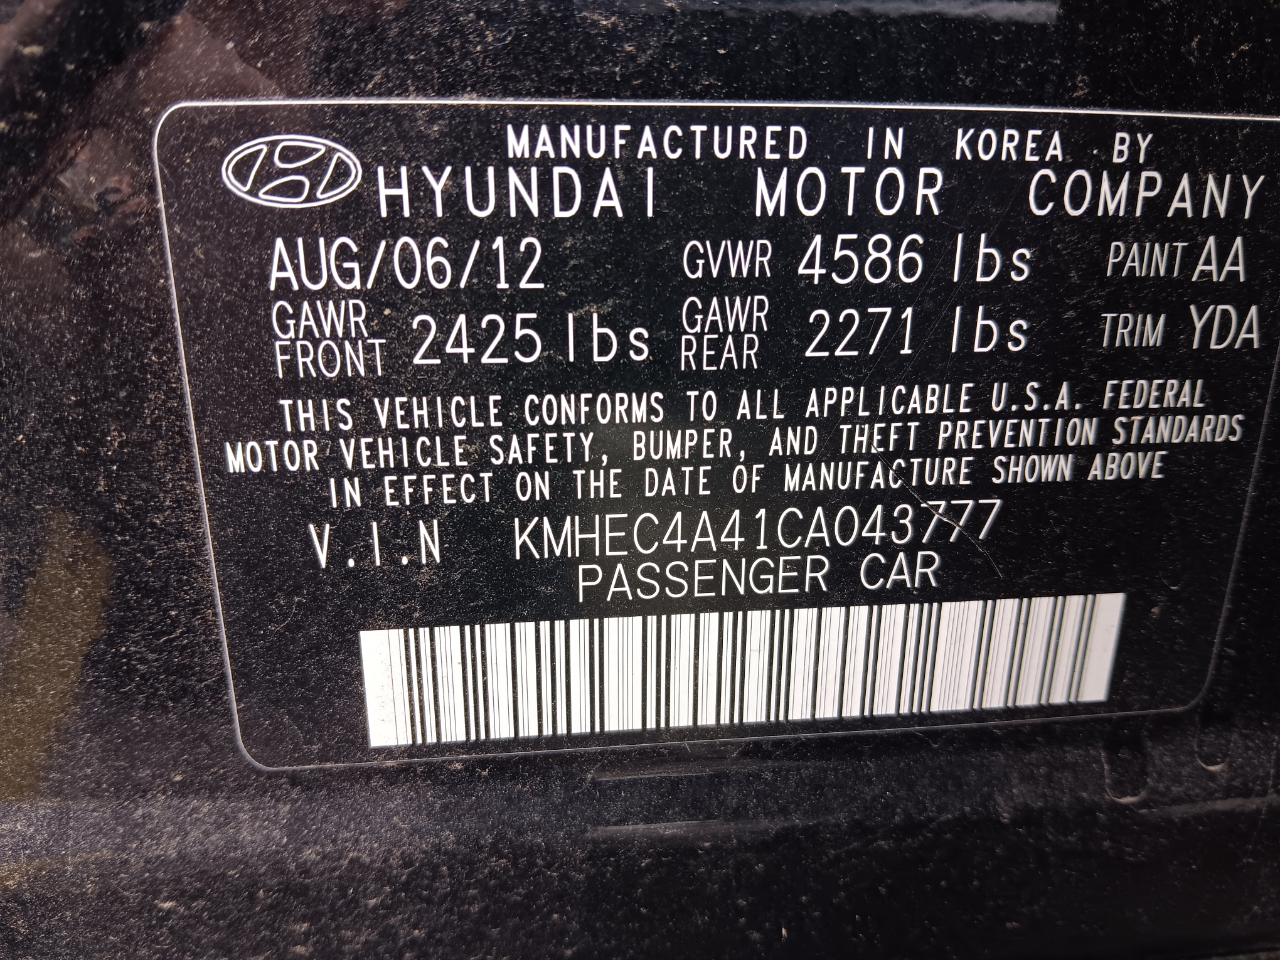 MANUFACTURED IN KOREA BY
HYUNDAI MOTOR COMPANY
AUG/06/12 GVWR 4586 lbs PAINT AA
GAWR FRONT 2425 lbs GAWR REAR 2271 lbs TRIM YDA
THIS VEHICLE CONFORMS TO ALL APPLICABLE U.S.A. FEDERAL
MOTOR VEHICLE SAFETY, BUMPER, AND THEFT PREVENTION STANDARDS
IN EFFECT ON THE DATE OF MANUFACTURE SHOWN ABOVE
V.I.N KMHEC4A41CA043777
PASSENGER CAR